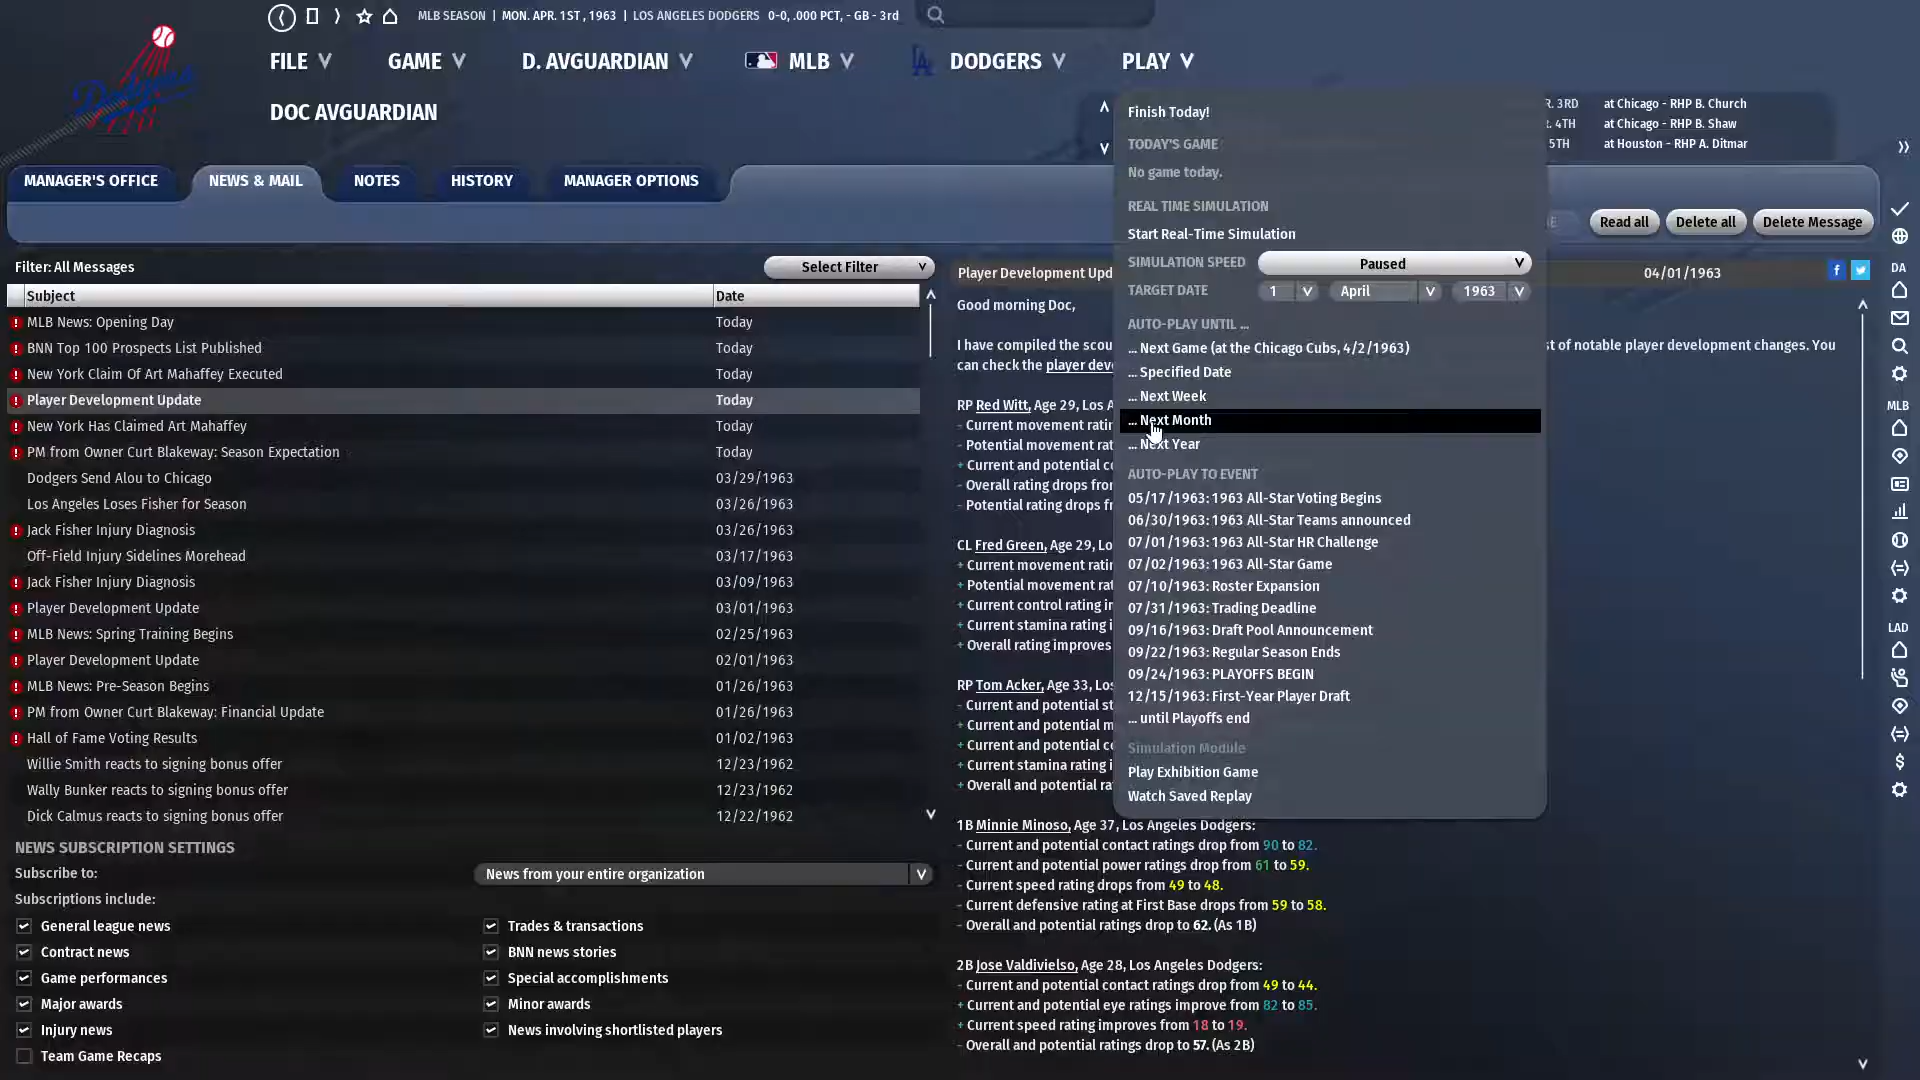 MLB SEASON | MON. APR. 1ST , 1963 | LOS ANGELES DODGERS 0-0, .000 PCT, - GB - 3rd
FILE
GAME
D. AVGUARDIAN
MLB
DODGERS
PLAY
Dodgers
DOC AVGUARDIAN
R. 3RD at Chicago - RHP B. Church
. 4TH at Chicago - RHP B. Shaw
5TH at Houston - RHP A. Ditmar
MANAGER'S OFFICE
NEWS & MAIL
NOTES
HISTORY
MANAGER OPTIONS
Read all
Delete all
Delete Message
Filter: All Messages
Select Filter
Subject Date
MLB News: Opening Day Today
BNN Top 100 Prospects List Published Today
New York Claim Of Art Mahaffey Executed Today
Player Development Update Today
New York Has Claimed Art Mahaffey Today
PM from Owner Curt Blakeway: Season Expectation Today
Dodgers Send Alou to Chicago 03/29/1963
Los Angeles Loses Fisher for Season 03/26/1963
Jack Fisher Injury Diagnosis 03/26/1963
Off-Field Injury Sidelines Morehead 03/17/1963
Jack Fisher Injury Diagnosis 03/09/1963
Player Development Update 03/01/1963
MLB News: Spring Training Begins 02/25/1963
Player Development Update 02/01/1963
MLB News: Pre-Season Begins 01/26/1963
PM from Owner Curt Blakeway: Financial Update 01/26/1963
Hall of Fame Voting Results 01/02/1963
Willie Smith reacts to signing bonus offer 12/23/1962
Wally Bunker reacts to signing bonus offer 12/23/1962
Dick Calmus reacts to signing bonus offer 12/22/1962
NEWS SUBSCRIPTION SETTINGS
Subscribe to: News from your entire organization
Subscriptions include:
General league news
Contract news
Game performances
Major awards
Injury news
Team Game Recaps
Trades & transactions
BNN news stories
Special accomplishments
Minor awards
News involving shortlisted players
Player Development Upd 04/01/1963
Good morning Doc,
I have compiled the scou st of notable player development changes. You
can check the player dev
RP Red Witt, Age 29, Los A
- Current movement ratin
- Potential movement rat
+ Current and potential c
- Overall rating drops fro
- Potential rating drops fr
CL Fred Green, Age 29, Lo
+ Current movement ratin
+ Potential movement rat
+ Current control rating in
+ Current stamina rating i
+ Overall rating improves
RP Tom Acker, Age 33, Los
- Current and potential st
+ Current and potential m
+ Current and potential co
+ Current stamina rating i
+ Overall and potential ra
1B Minnie Minoso, Age 37, Los Angeles Dodgers:
- Current and potential contact ratings drop from 90 to 82.
- Current and potential power ratings drop from 61 to 59.
- Current speed rating drops from 49 to 48.
- Current defensive rating at First Base drops from 59 to 58.
- Overall and potential ratings drop to 62. (As 1B)
2B Jose Valdivielso, Age 28, Los Angeles Dodgers:
- Current and potential contact ratings drop from 49 to 44.
+ Current and potential eye ratings improve from 82 to 85.
+ Current speed rating improves from 18 to 19.
- Overall and potential ratings drop to 57. (As 2B)
Finish Today!
TODAY'S GAME
No game today.
REAL TIME SIMULATION
Start Real-Time Simulation
SIMULATION SPEED Paused
TARGET DATE 1 April 1963
AUTO-PLAY UNTIL ...
... Next Game (at the Chicago Cubs, 4/2/1963)
... Specified Date
... Next Week
... Next Month
... Next Year
AUTO-PLAY TO EVENT
05/17/1963: 1963 All-Star Voting Begins
06/30/1963: 1963 All-Star Teams announced
07/01/1963: 1963 All-Star HR Challenge
07/02/1963: 1963 All-Star Game
07/10/1963: Roster Expansion
07/31/1963: Trading Deadline
09/16/1963: Draft Pool Announcement
09/22/1963: Regular Season Ends
09/24/1963: PLAYOFFS BEGIN
12/15/1963: First-Year Player Draft
... until Playoffs end
Simulation Module
Play Exhibition Game
Watch Saved Replay
DA
MLB
LAD